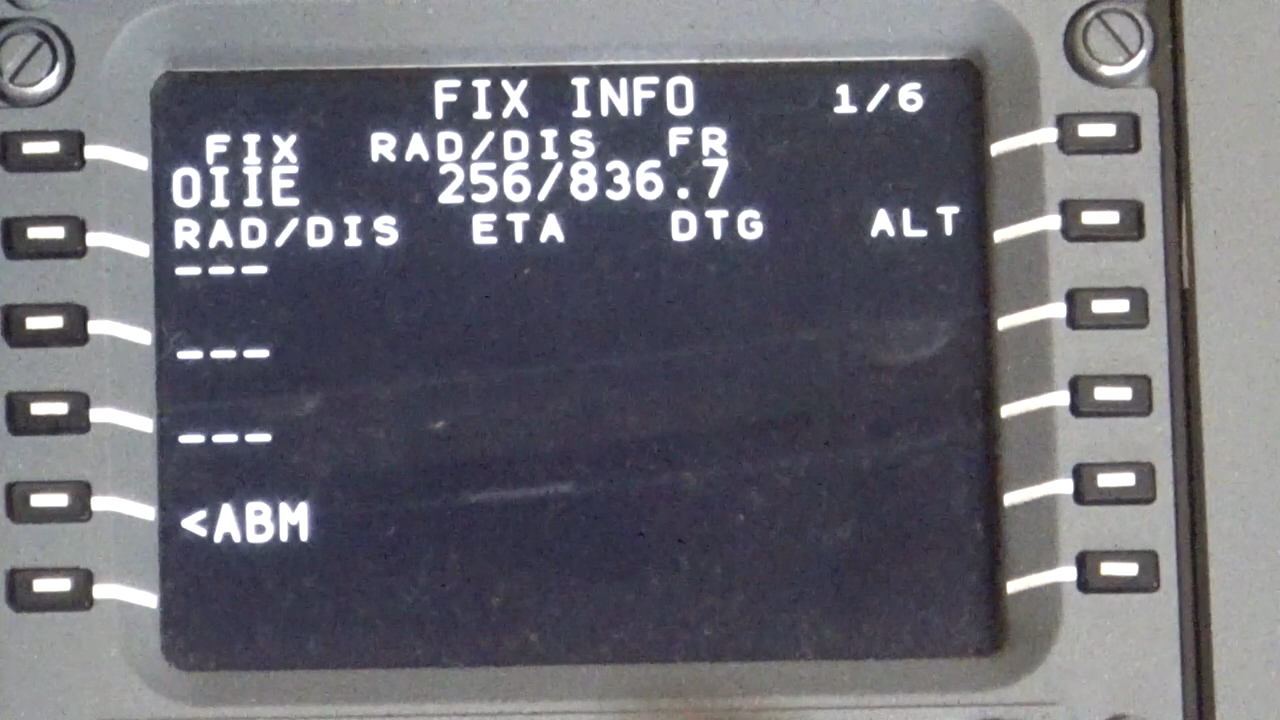 FIX INFO 1/6
FIX RAD/DIS FR
OIIE 256/836.7
RAD/DIS ETA DTG ALT
---
---
---
<ABM